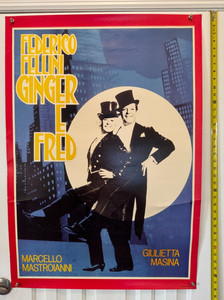 FEDERICO
FELLINI
GINGER
E
FRED
MARCELLO
MASTROIANNI
GIULIETTA
MASINA